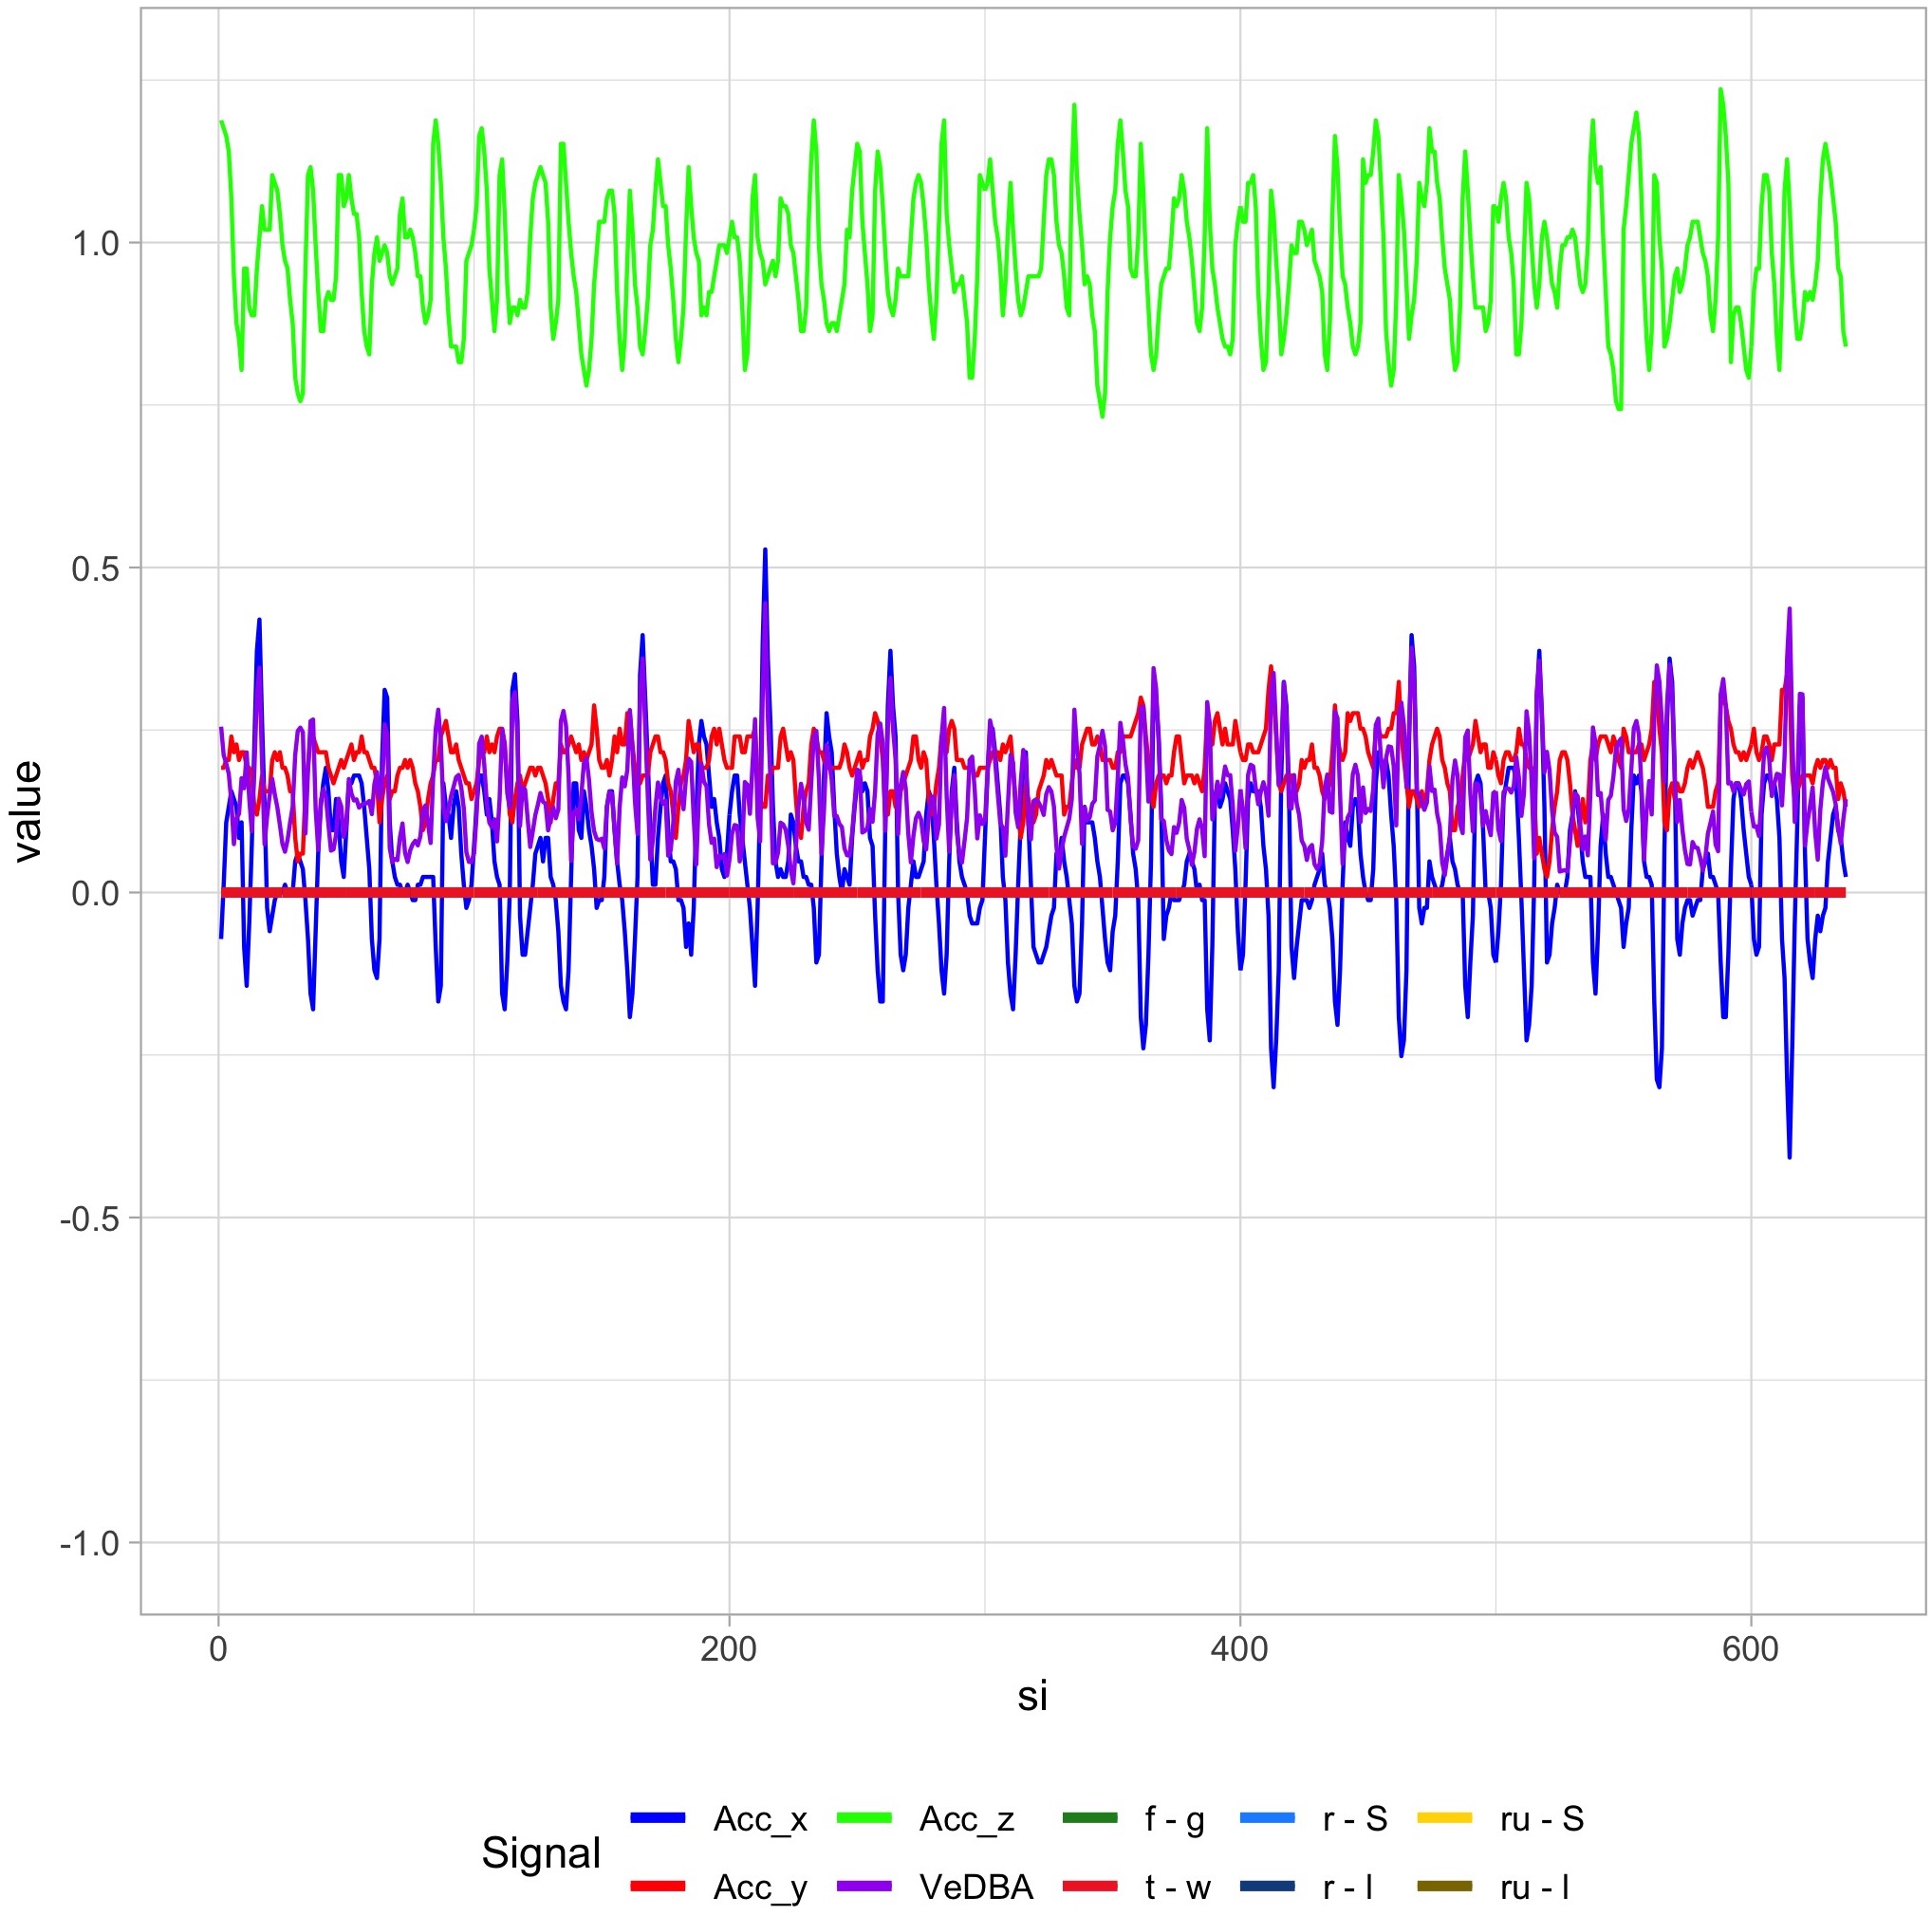 value
1.0
0.5
0.0
-0.5
-1.0
0 200 400 600
si
Signal
Acc_x Acc_z f - g r - S ru - S
Acc_y VeDBA t - w r - l ru - l